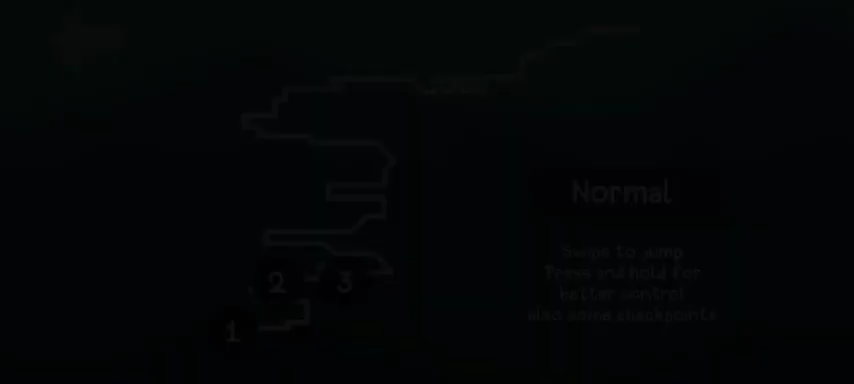 Normal
Swipe to jump
Press and hold for
better control
also some checkpoints
2
3
1